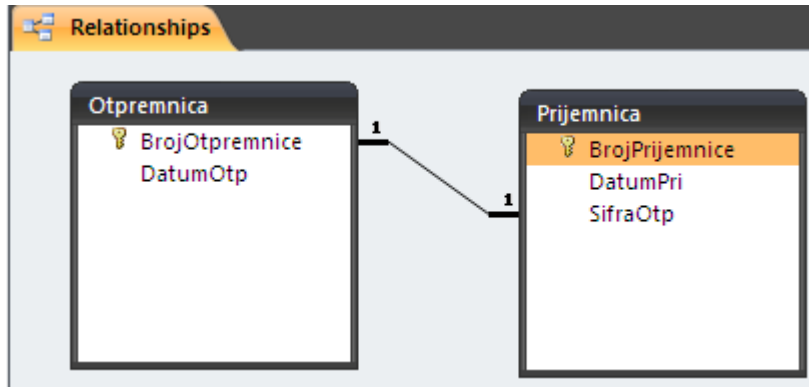 Relationships
Otpremnica
BrojOtpremnice
DatumOtp
1
1
Prijemnica
BrojPrijemnice
DatumPri
SifraOtp